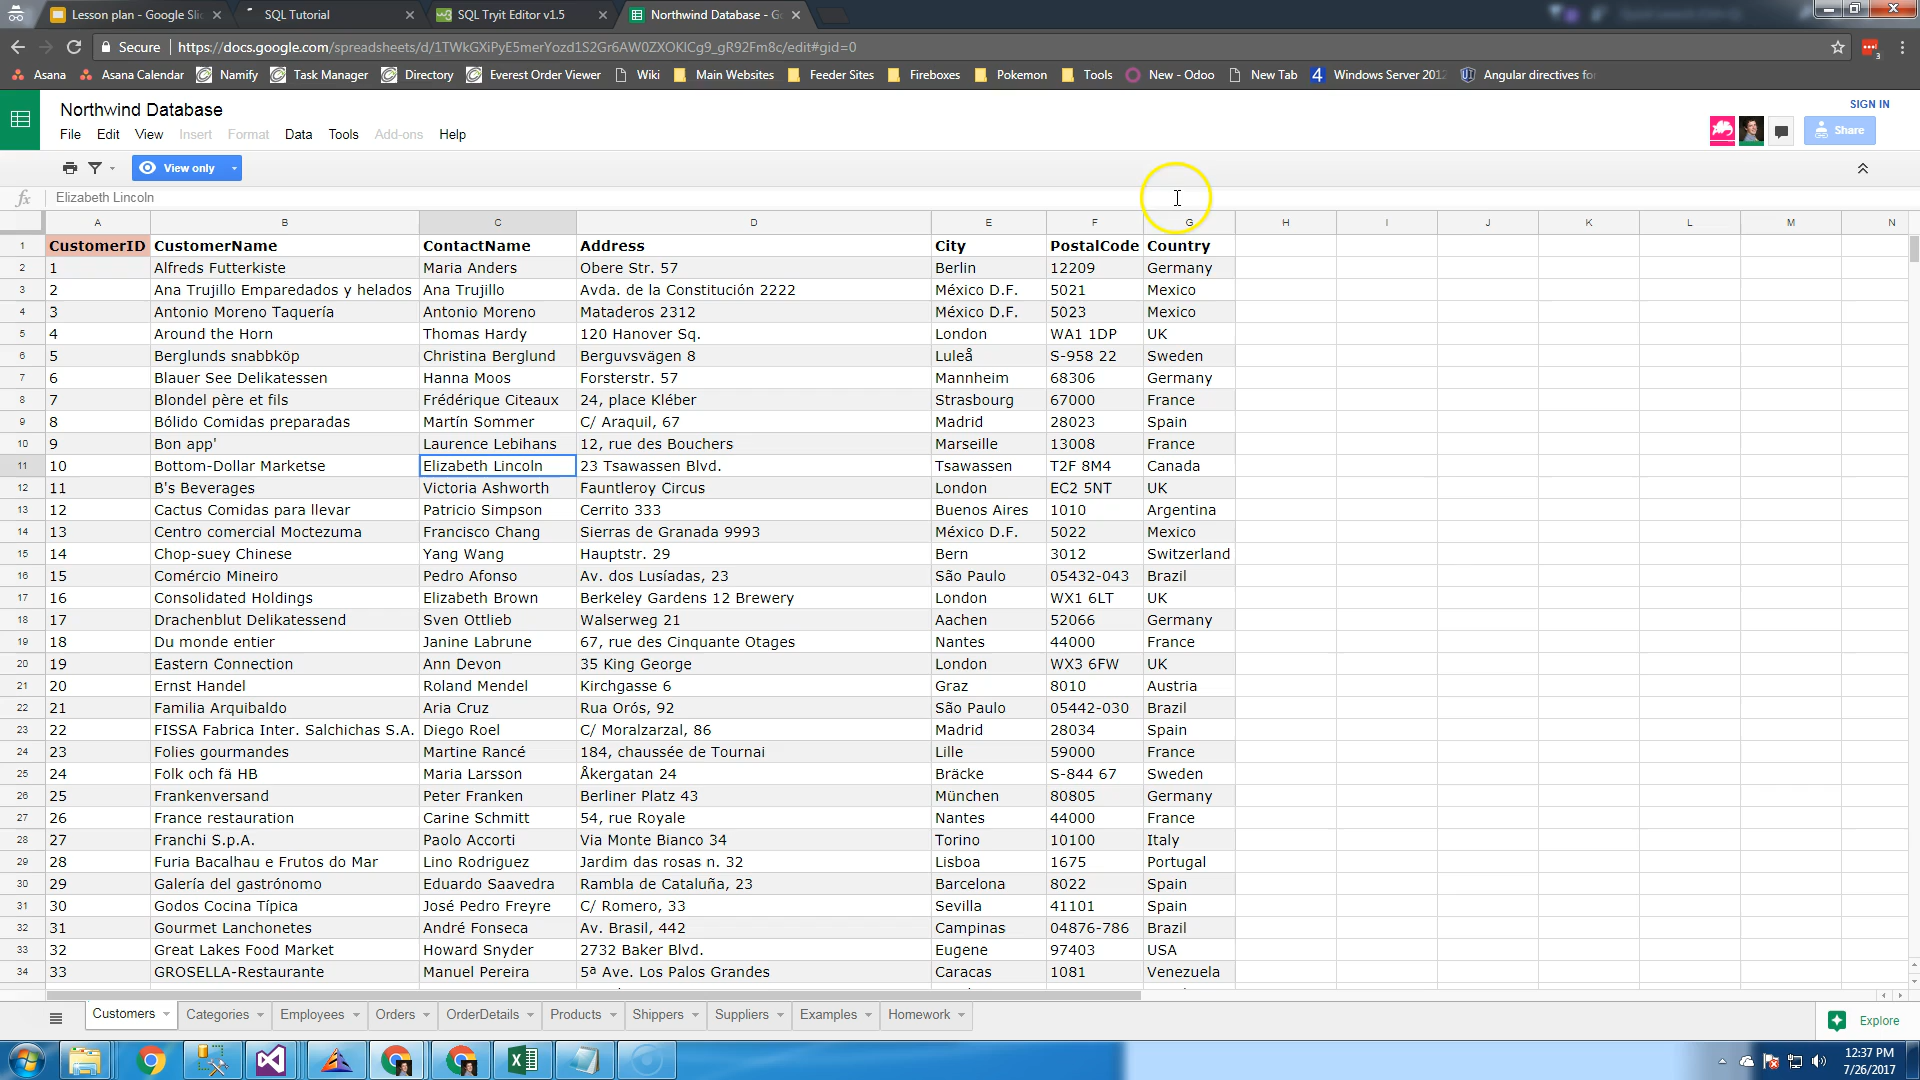 Lesson plan - Google Slic
SQL Tutorial
SQL Tryit Editor v1.5
Northwind Database - Go
Secure | https://docs.google.com/spreadsheets/d/1TWkGXiPyE5merYozd1S2Gr6AW0ZXOKlCg9_gR92Fm8c/edit#gid=0
3
Asana
Asana Calendar
Namify
Task Manager
Directory
Everest Order Viewer
Wiki
Main Websites
Feeder Sites
Fireboxes
Pokemon
Tools
New - Odoo
New Tab
4 Windows Server 2012
UI Angular directives for
Northwind Database
SIGN IN
File Edit View Insert Format Data Tools Add-ons Help
Share
View only
fx Elizabeth Lincoln
A B C D E F G H I J K L M N
1 CustomerID CustomerName ContactName Address City PostalCode Country
2 1 Alfreds Futterkiste Maria Anders Obere Str. 57 Berlin 12209 Germany
3 2 Ana Trujillo Emparedados y helados Ana Trujillo Avda. de la Constitución 2222 México D.F. 5021 Mexico
4 3 Antonio Moreno Taquería Antonio Moreno Mataderos 2312 México D.F. 5023 Mexico
5 4 Around the Horn Thomas Hardy 120 Hanover Sq. London WA1 1DP UK
6 5 Berglunds snabbköp Christina Berglund Berguvsvägen 8 Luleå S-958 22 Sweden
7 6 Blauer See Delikatessen Hanna Moos Forsterstr. 57 Mannheim 68306 Germany
8 7 Blondel père et fils Frédérique Citeaux 24, place Kléber Strasbourg 67000 France
9 8 Bólido Comidas preparadas Martín Sommer C/ Araquil, 67 Madrid 28023 Spain
10 9 Bon app' Laurence Lebihans 12, rue des Bouchers Marseille 13008 France
11 10 Bottom-Dollar Marketse Elizabeth Lincoln 23 Tsawassen Blvd. Tsawassen T2F 8M4 Canada
12 11 B's Beverages Victoria Ashworth Fauntleroy Circus London EC2 5NT UK
13 12 Cactus Comidas para llevar Patricio Simpson Cerrito 333 Buenos Aires 1010 Argentina
14 13 Centro comercial Moctezuma Francisco Chang Sierras de Granada 9993 México D.F. 5022 Mexico
15 14 Chop-suey Chinese Yang Wang Hauptstr. 29 Bern 3012 Switzerland
16 15 Comércio Mineiro Pedro Afonso Av. dos Lusíadas, 23 São Paulo 05432-043 Brazil
17 16 Consolidated Holdings Elizabeth Brown Berkeley Gardens 12 Brewery London WX1 6LT UK
18 17 Drachenblut Delikatessend Sven Ottlieb Walserweg 21 Aachen 52066 Germany
19 18 Du monde entier Janine Labrune 67, rue des Cinquante Otages Nantes 44000 France
20 19 Eastern Connection Ann Devon 35 King George London WX3 6FW UK
21 20 Ernst Handel Roland Mendel Kirchgasse 6 Graz 8010 Austria
22 21 Familia Arquibaldo Aria Cruz Rua Orós, 92 São Paulo 05442-030 Brazil
23 22 FISSA Fabrica Inter. Salchichas S.A. Diego Roel C/ Moralzarzal, 86 Madrid 28034 Spain
24 23 Folies gourmandes Martine Rancé 184, chaussée de Tournai Lille 59000 France
25 24 Folk och fä HB Maria Larsson Åkergatan 24 Bräcke S-844 67 Sweden
26 25 Frankenversand Peter Franken Berliner Platz 43 München 80805 Germany
27 26 France restauration Carine Schmitt 54, rue Royale Nantes 44000 France
28 27 Franchi S.p.A. Paolo Accorti Via Monte Bianco 34 Torino 10100 Italy
29 28 Furia Bacalhau e Frutos do Mar Lino Rodriguez Jardim das rosas n. 32 Lisboa 1675 Portugal
30 29 Galería del gastrónomo Eduardo Saavedra Rambla de Cataluña, 23 Barcelona 8022 Spain
31 30 Godos Cocina Típica José Pedro Freyre C/ Romero, 33 Sevilla 41101 Spain
32 31 Gourmet Lanchonetes André Fonseca Av. Brasil, 442 Campinas 04876-786 Brazil
33 32 Great Lakes Food Market Howard Snyder 2732 Baker Blvd. Eugene 97403 USA
34 33 GROSELLA-Restaurante Manuel Pereira 5ª Ave. Los Palos Grandes Caracas 1081 Venezuela
Customers Categories Employees Orders OrderDetails Products Shippers Suppliers Examples Homework
Explore
12:37 PM
7/26/2017